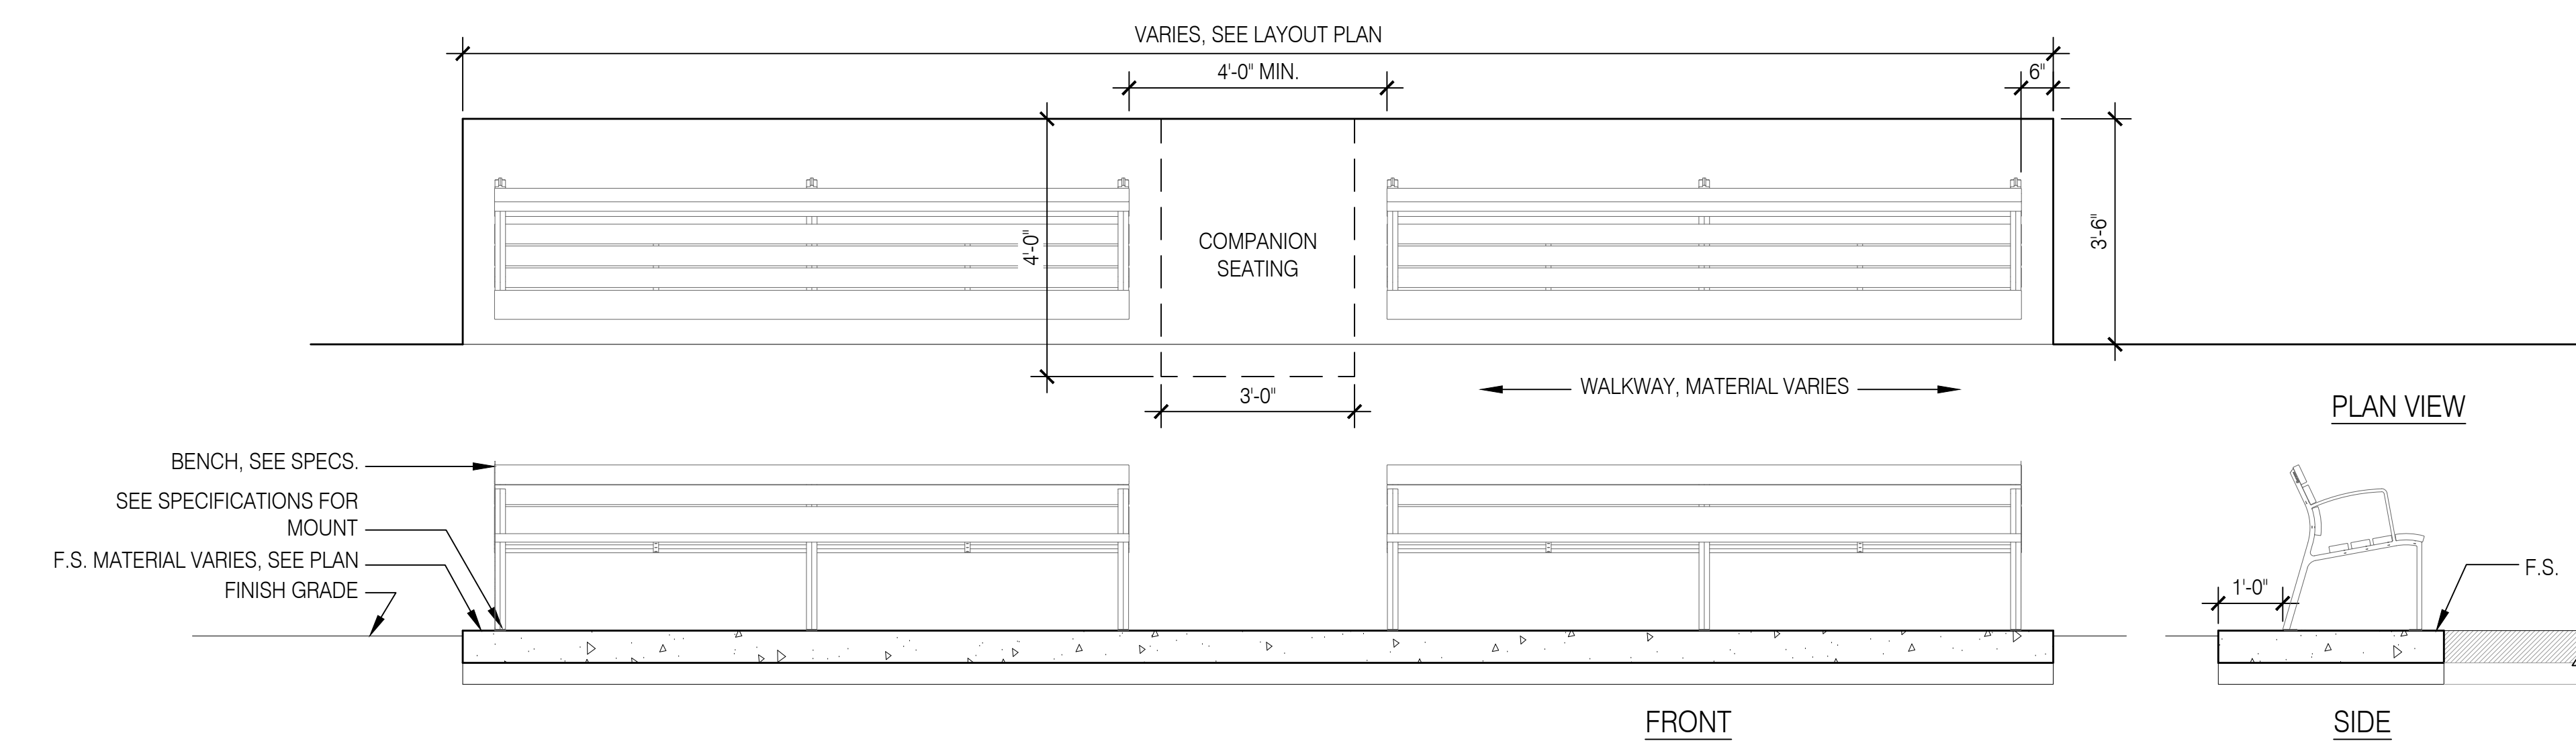 VARIES, SEE LAYOUT PLAN
4'-0" MIN.
6"
4'-0"
COMPANION
SEATING
3'-6"
3'-0"
WALKWAY, MATERIAL VARIES
PLAN VIEW
BENCH, SEE SPECS.
SEE SPECIFICATIONS FOR
MOUNT
F.S. MATERIAL VARIES, SEE PLAN
FINISH GRADE
1'-0"
F.S.
FRONT
SIDE